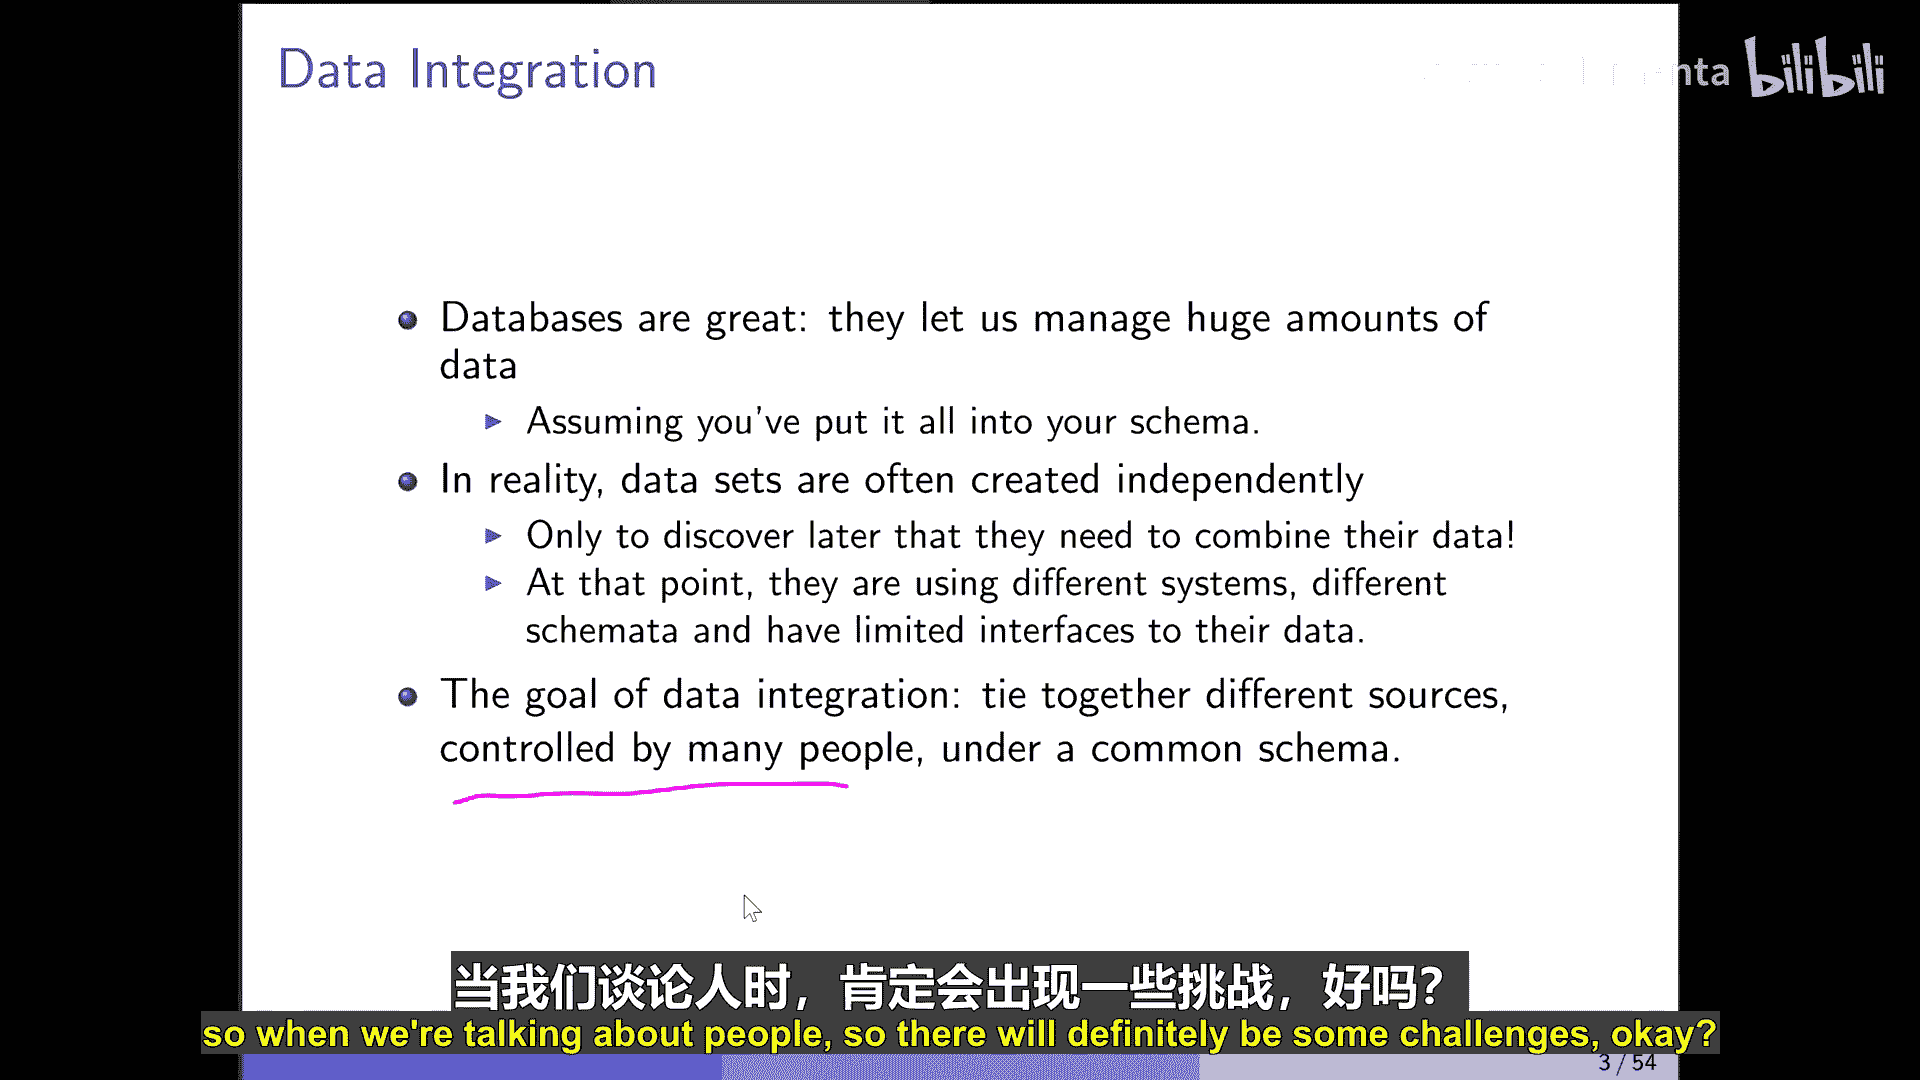 Data Integration
bilibili
Databases are great: they let us manage huge amounts of
data
Assuming you've put it all into your schema.
In reality, data sets are often created independently
Only to discover later that they need to combine their data!
At that point, they are using different systems, different
schemata and have limited interfaces to their data.
The goal of data integration: tie together different sources,
controlled by many people, under a common schema.
当我们谈论人时，肯定会出现一些挑战，好吗？
so when we're talking about people, so there will definitely be some challenges, okay?
3 / 54